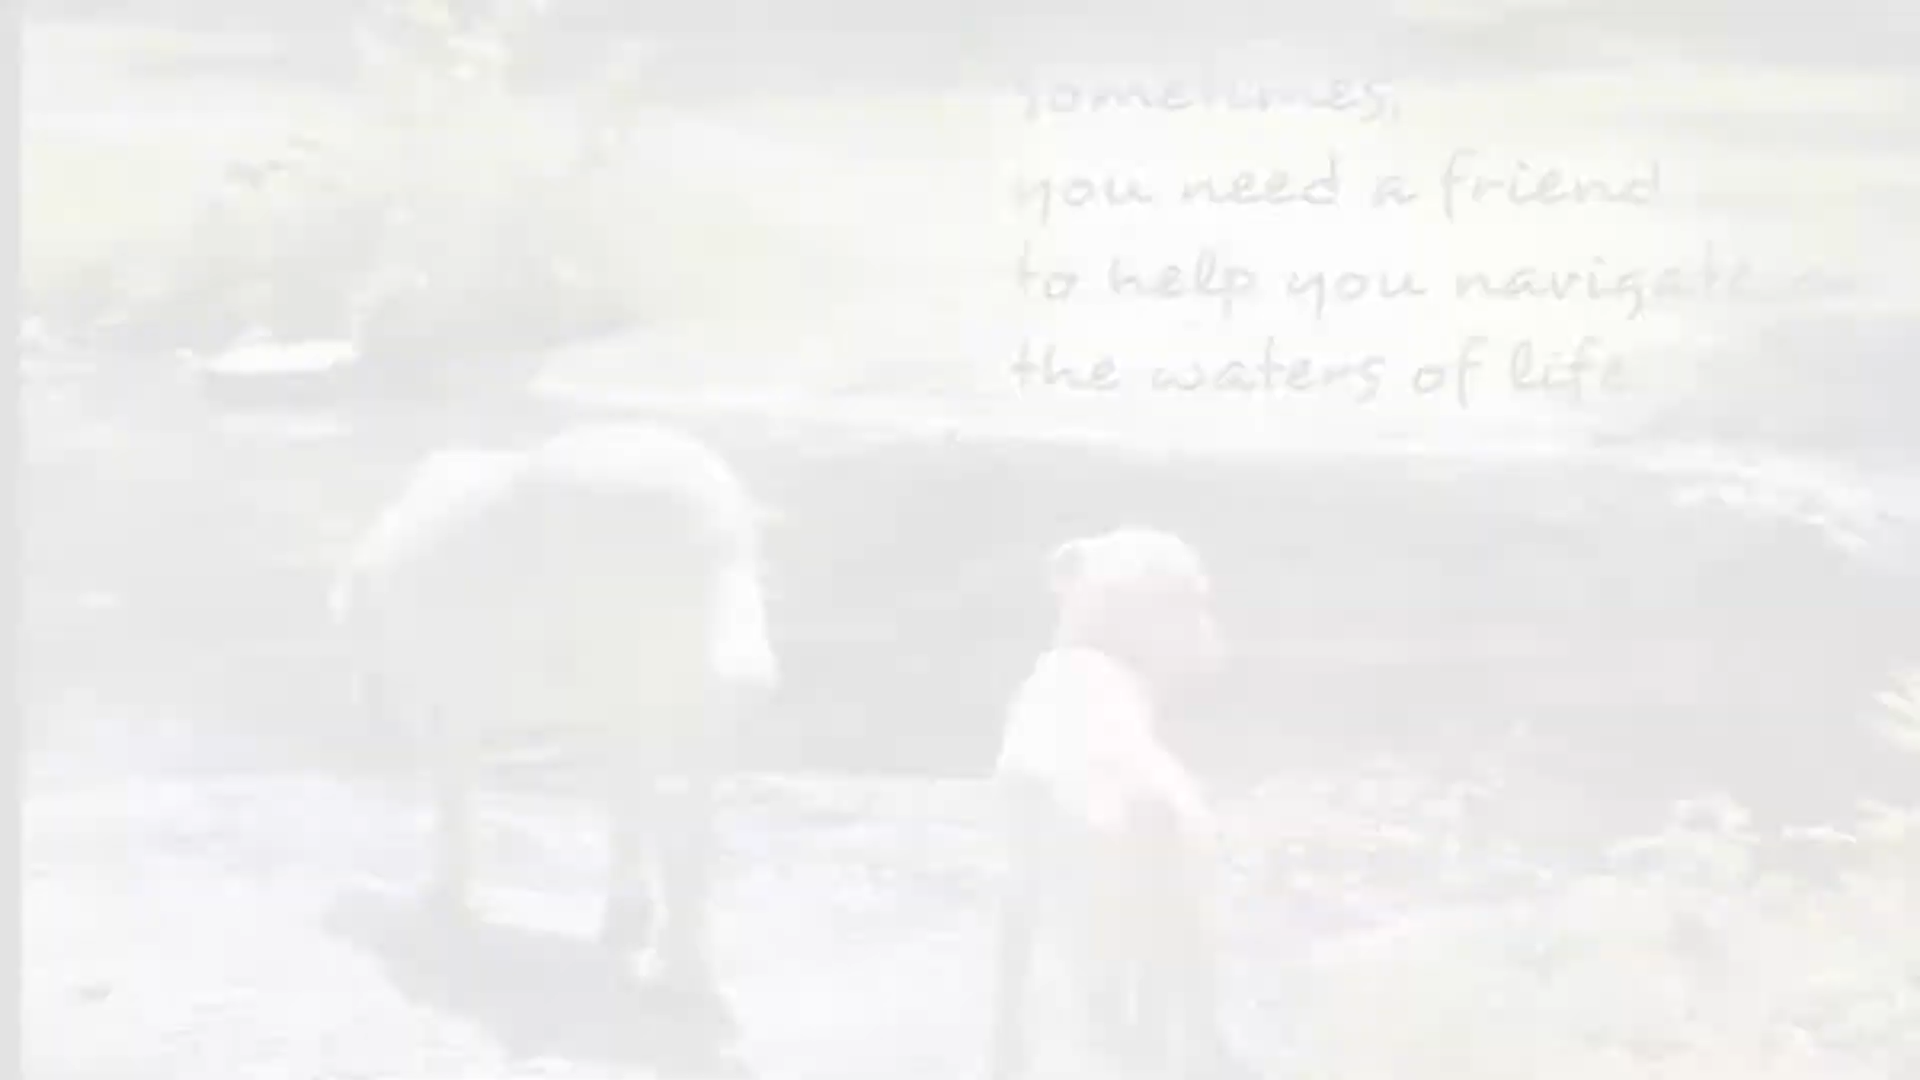 sometimes,
you need a friend
to help you navigate
the waters of life